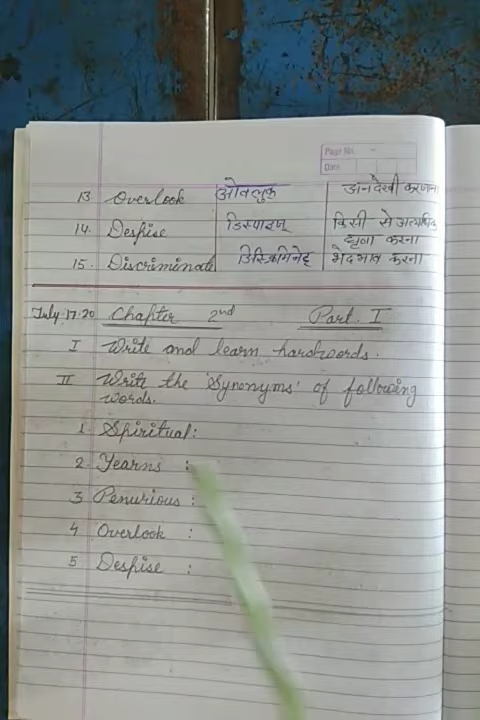 Page No.
Date
13 Overlook ओवलुक अनदेखी करना
14. Despise डिस्पाइज् किसी से अत्याधिक
घृणा करना
15. Discriminate डिस्क्रिमिनेट् भेदभाव करना
July.17.20 Chapter 2nd Part. I
I Write and learn hardwords.
II Write the 'Synonyms' of following
words.
1. Spiritual:
2. Yearns :
3 Penurious :
4 Overlook :
5 Despise :